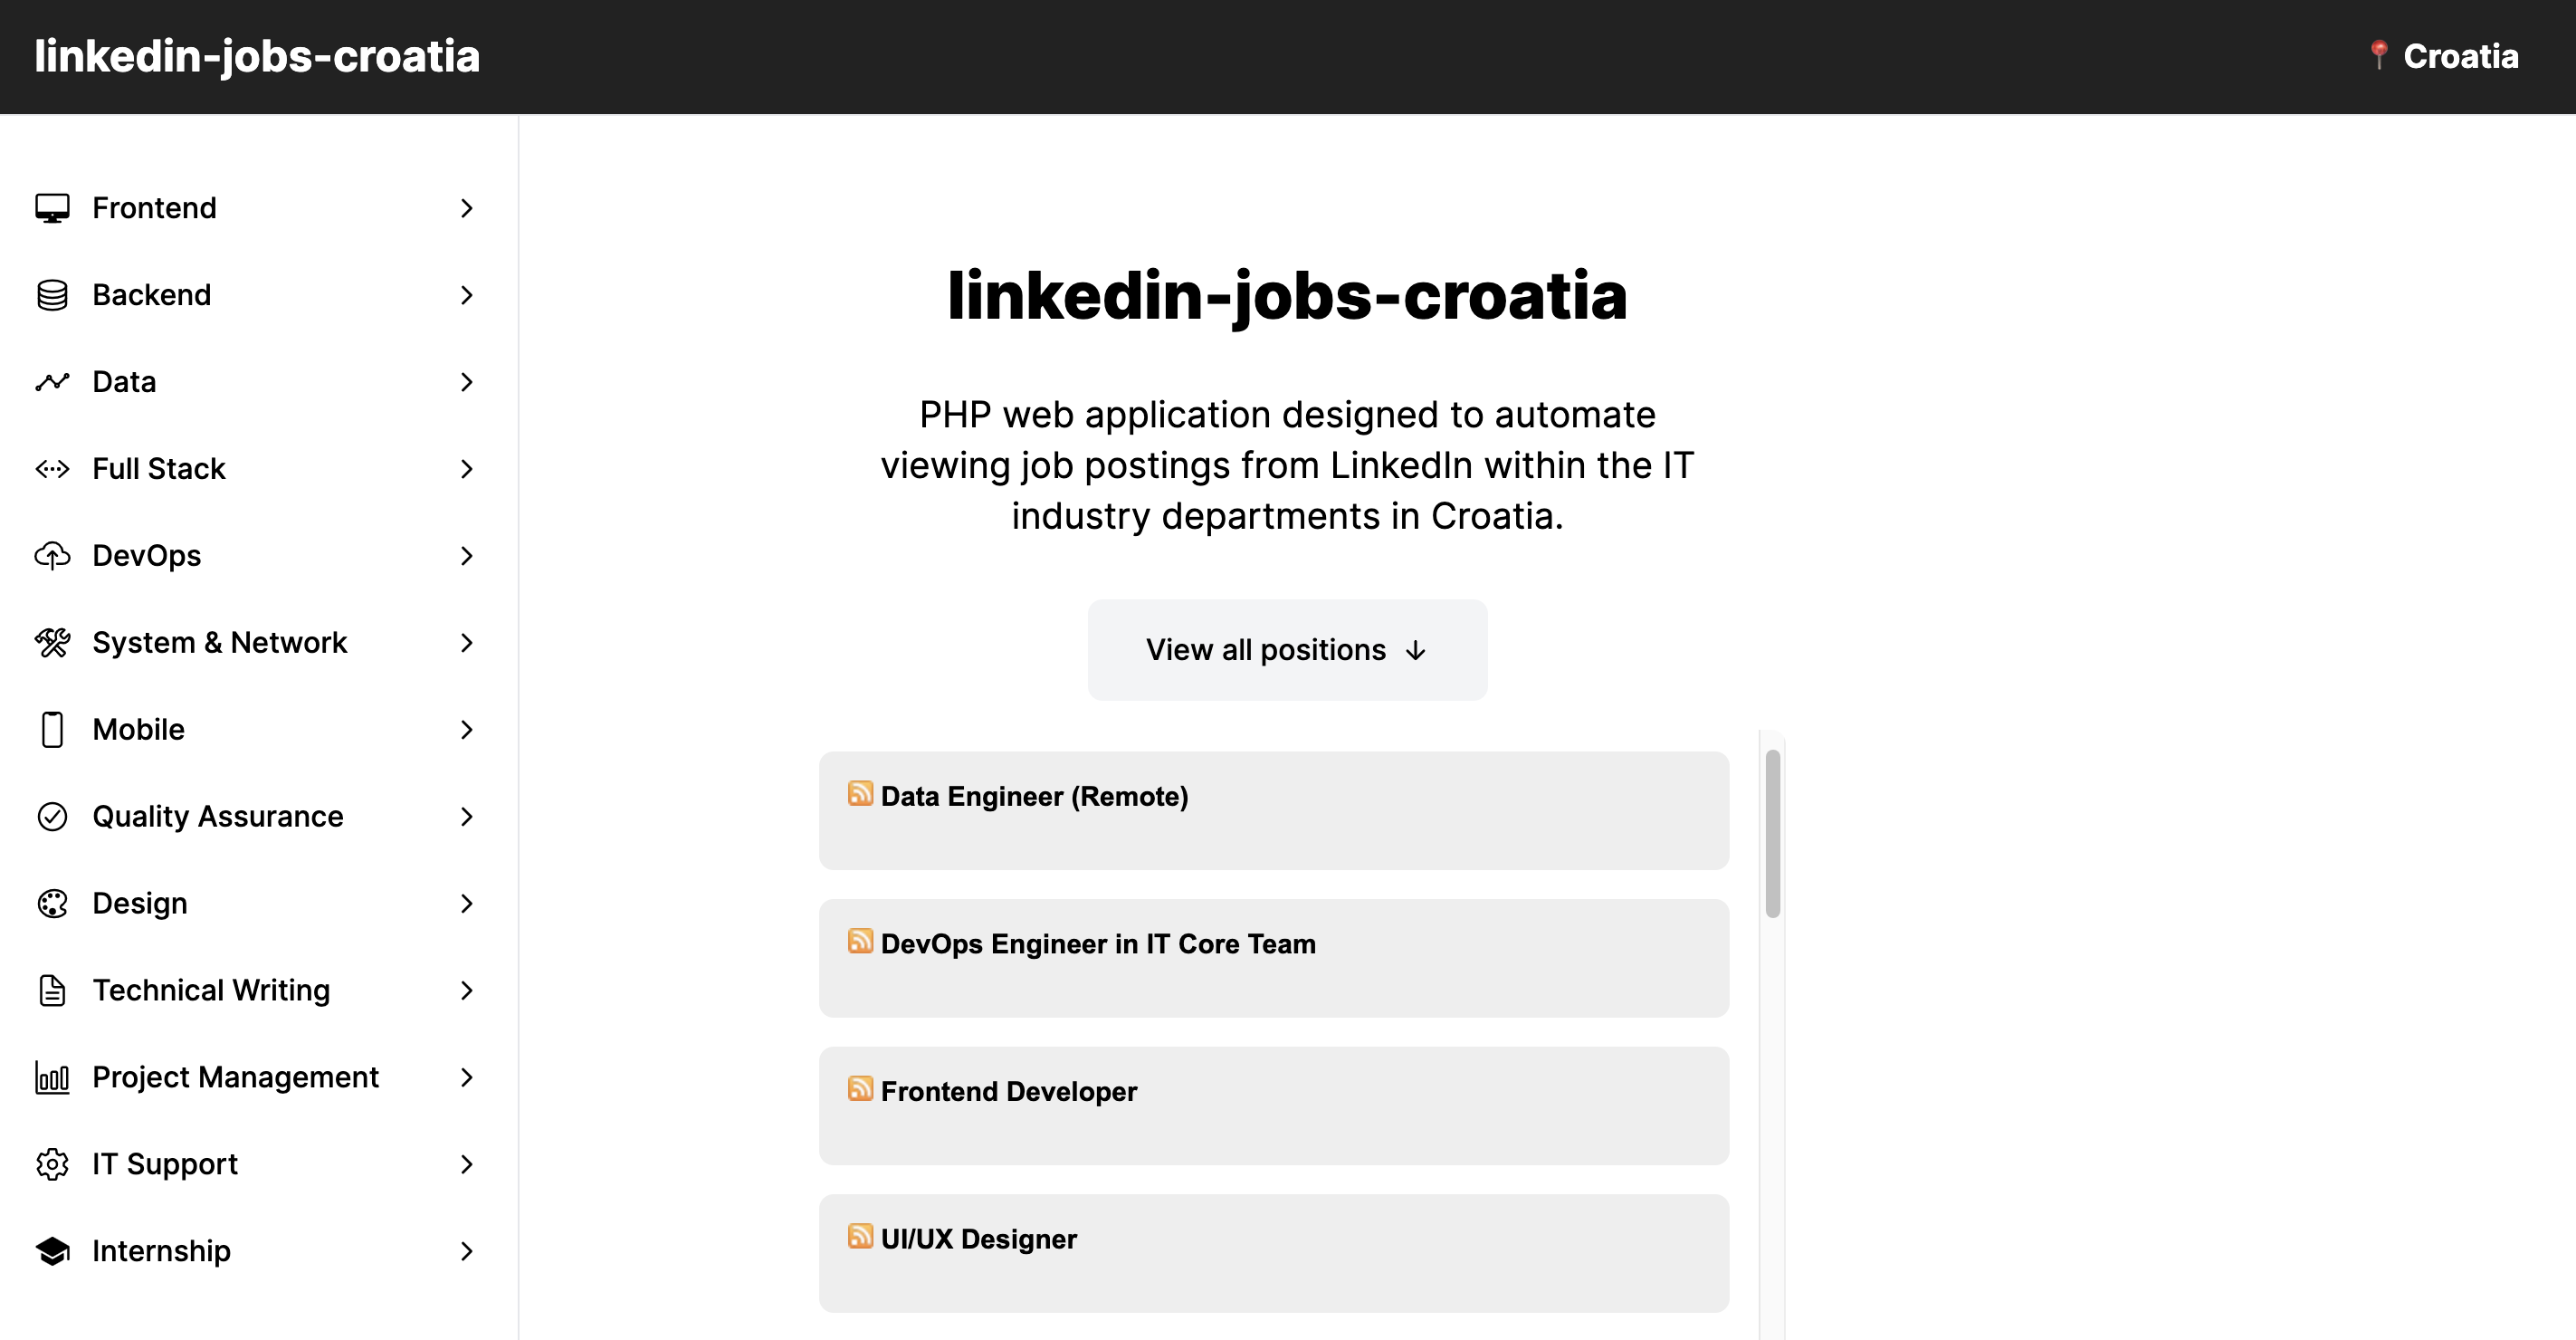 linkedin-jobs-croatia
Croatia
Frontend
Backend
Data
Full Stack
DevOps
System & Network
Mobile
Quality Assurance
Design
Technical Writing
Project Management
IT Support
Internship
linkedin-jobs-croatia
PHP web application designed to automate
viewing job postings from LinkedIn within the IT
industry departments in Croatia.
View all positions ↓
Data Engineer (Remote)
DevOps Engineer in IT Core Team
Frontend Developer
UI/UX Designer